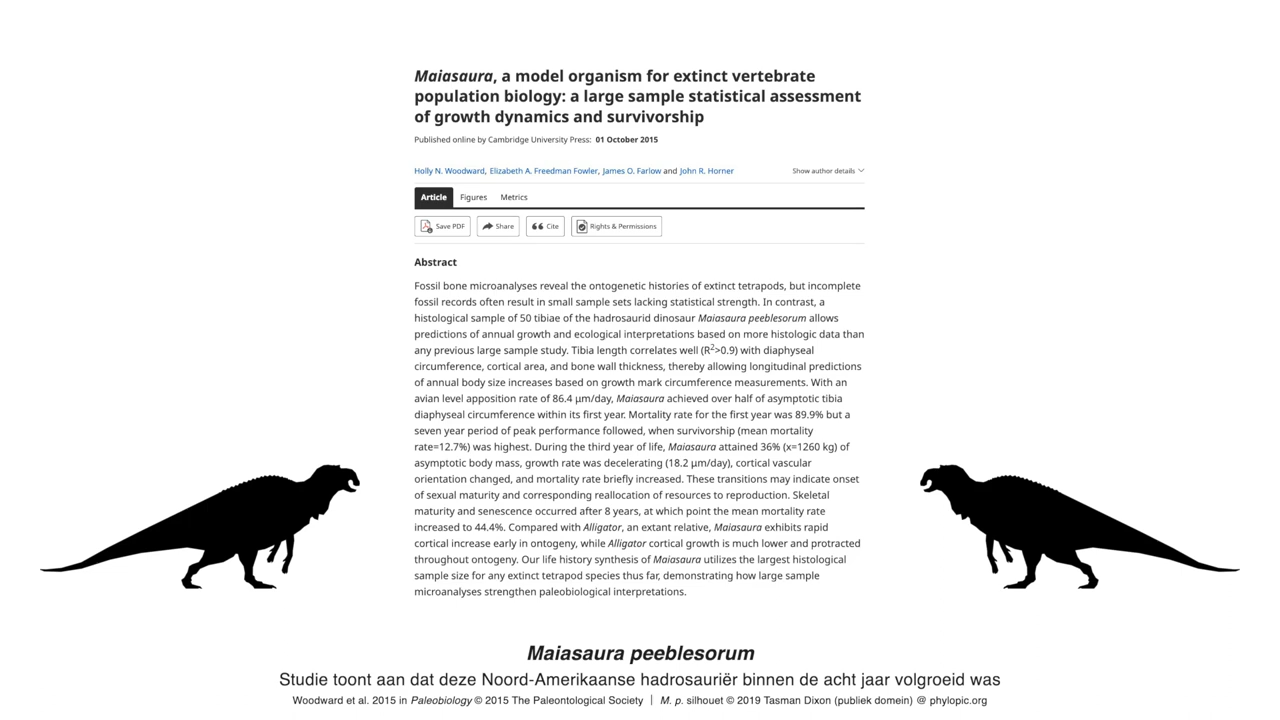 Maiasaura, a model organism for extinct vertebrate
population biology: a large sample statistical assessment
of growth dynamics and survivorship
Published online by Cambridge University Press: 01 October 2015
Holly N. Woodward, Elizabeth A. Freedman Fowler, James O. Farlow and John R. Horner
Show author details
Article Figures Metrics
Save PDF Share Cite Rights & Permissions
Abstract
Fossil bone microanalyses reveal the ontogenetic histories of extinct tetrapods, but incomplete
fossil records often result in small sample sets lacking statistical strength. In contrast, a
histological sample of 50 tibiae of the hadrosaurid dinosaur Maiasaura peeblesorum allows
predictions of annual growth and ecological interpretations based on more histologic data than
any previous large sample study. Tibia length correlates well (R²>0.9) with diaphyseal
circumference, cortical area, and bone wall thickness, thereby allowing longitudinal predictions
of annual body size increases based on growth mark circumference measurements. With an
avian level apposition rate of 86.4 μm/day, Maiasaura achieved over half of asymptotic tibia
diaphyseal circumference within its first year. Mortality rate for the first year was 89.9% but a
seven year period of peak performance followed, when survivorship (mean mortality
rate=12.7%) was highest. During the third year of life, Maiasaura attained 36% (x=1260 kg) of
asymptotic body mass, growth rate was decelerating (18.2 μm/day), cortical vascular
orientation changed, and mortality rate briefly increased. These transitions may indicate onset
of sexual maturity and corresponding reallocation of resources to reproduction. Skeletal
maturity and senescence occurred after 8 years, at which point the mean mortality rate
increased to 44.4%. Compared with Alligator, an extant relative, Maiasaura exhibits rapid
cortical increase early in ontogeny, while Alligator cortical growth is much lower and protracted
throughout ontogeny. Our life history synthesis of Maiasaura utilizes the largest histological
sample size for any extinct tetrapod species thus far, demonstrating how large sample
microanalyses strengthen paleobiological interpretations.
Maiasaura peeblesorum
Studie toont aan dat deze Noord-Amerikaanse hadrosauriër binnen de acht jaar volgroeid was
Woodward et al. 2015 in Paleobiology © 2015 The Paleontological Society | M. p. silhouet © 2019 Tasman Dixon (publiek domein) @ phylopic.org